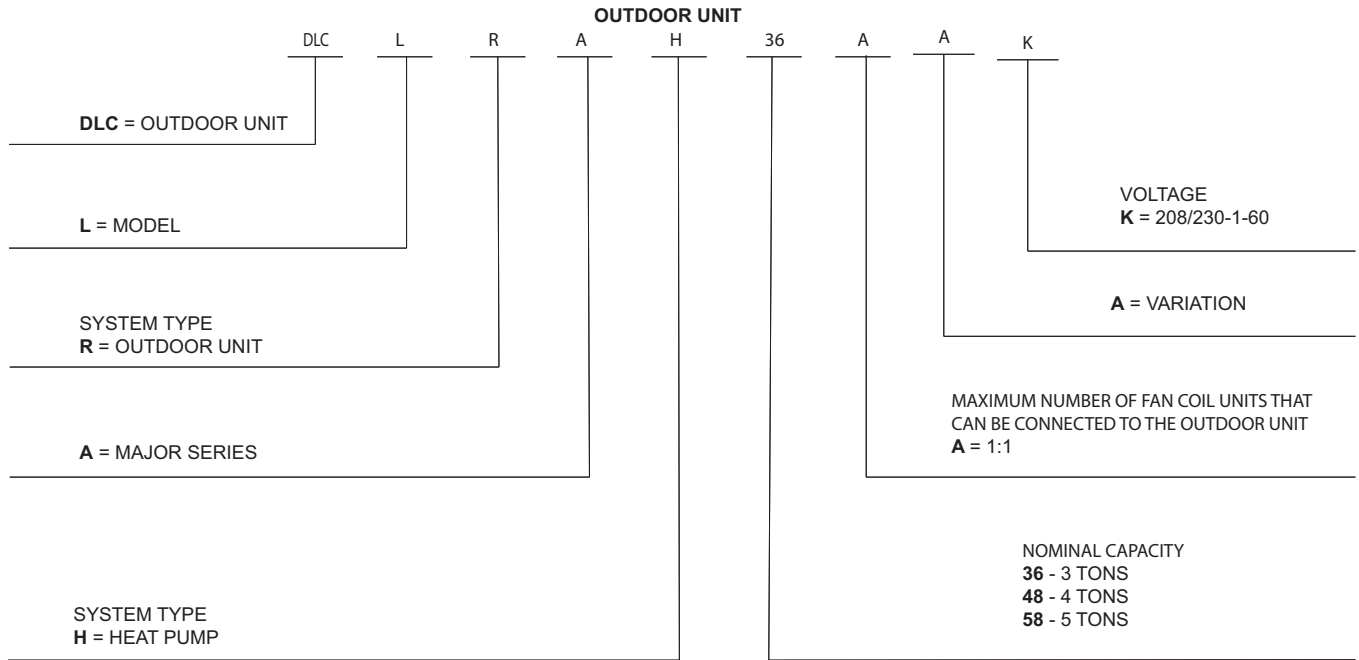 OUTDOOR UNIT
DLC L R A H 36 A A K
DLC = OUTDOOR UNIT
L = MODEL
SYSTEM TYPE
R = OUTDOOR UNIT
A = MAJOR SERIES
SYSTEM TYPE
H = HEAT PUMP
VOLTAGE
K = 208/230-1-60
A = VARIATION
MAXIMUM NUMBER OF FAN COIL UNITS THAT
CAN BE CONNECTED TO THE OUTDOOR UNIT
A = 1:1
NOMINAL CAPACITY
36 - 3 TONS
48 - 4 TONS
58 - 5 TONS